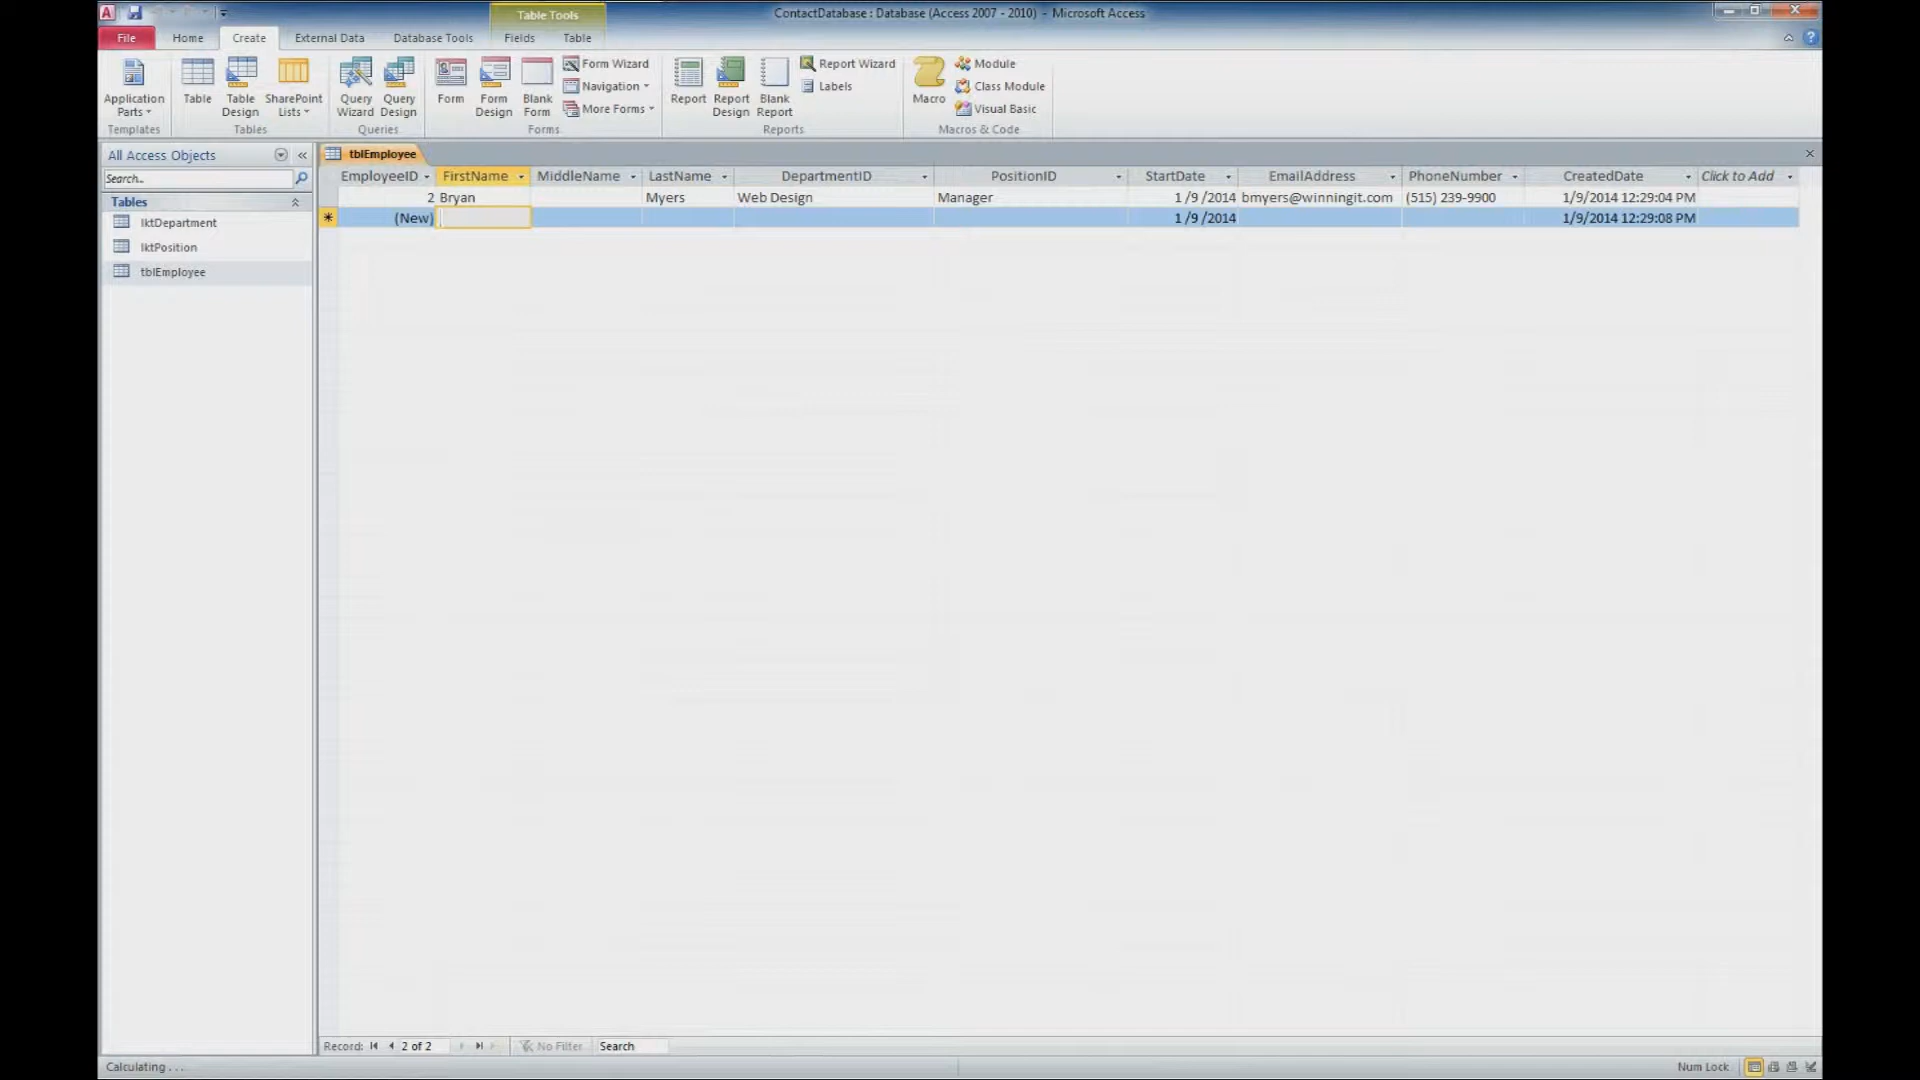 Table Tools
ContactDatabase : Database (Access 2007 - 2010) - Microsoft Access
File Home Create External Data Database Tools Fields Table
Application Parts
Templates
Table
Table Design
SharePoint Lists
Tables
Query Wizard
Query Design
Queries
Form
Form Design
Blank Form
Form Wizard
Navigation
More Forms
Forms
Report
Report Design
Blank Report
Report Wizard
Labels
Reports
Macro
Module
Class Module
Visual Basic
Macros & Code
All Access Objects
Search..
Tables
lktDepartment
lktPosition
tblEmployee
tblEmployee
EmployeeID FirstName MiddleName LastName DepartmentID PositionID StartDate EmailAddress PhoneNumber CreatedDate Click to Add
2 Bryan Myers Web Design Manager 1 /9 /2014 bmyers@winningit.com (515) 239-9900 1/9/2014 12:29:04 PM
(New) 1 /9 /2014 1/9/2014 12:29:08 PM
Record: 2 of 2 No Filter Search
Calculating . . . Num Lock